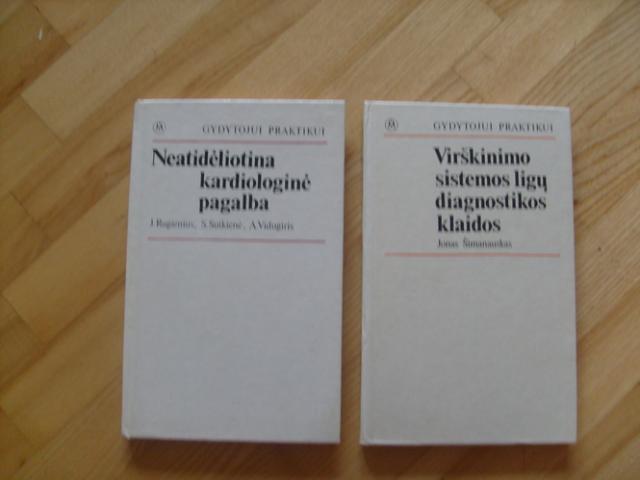 GYDYTOJUI PRAKTIKUI
Neatidėliotina
kardiologinė
pagalba
J. Rugienius, S. Sutkienė, A. Vidugiris
GYDYTOJUI PRAKTIKUI
Virškinimo
sistemos ligų
diagnostikos
klaidos
Jonas Šimanauskas